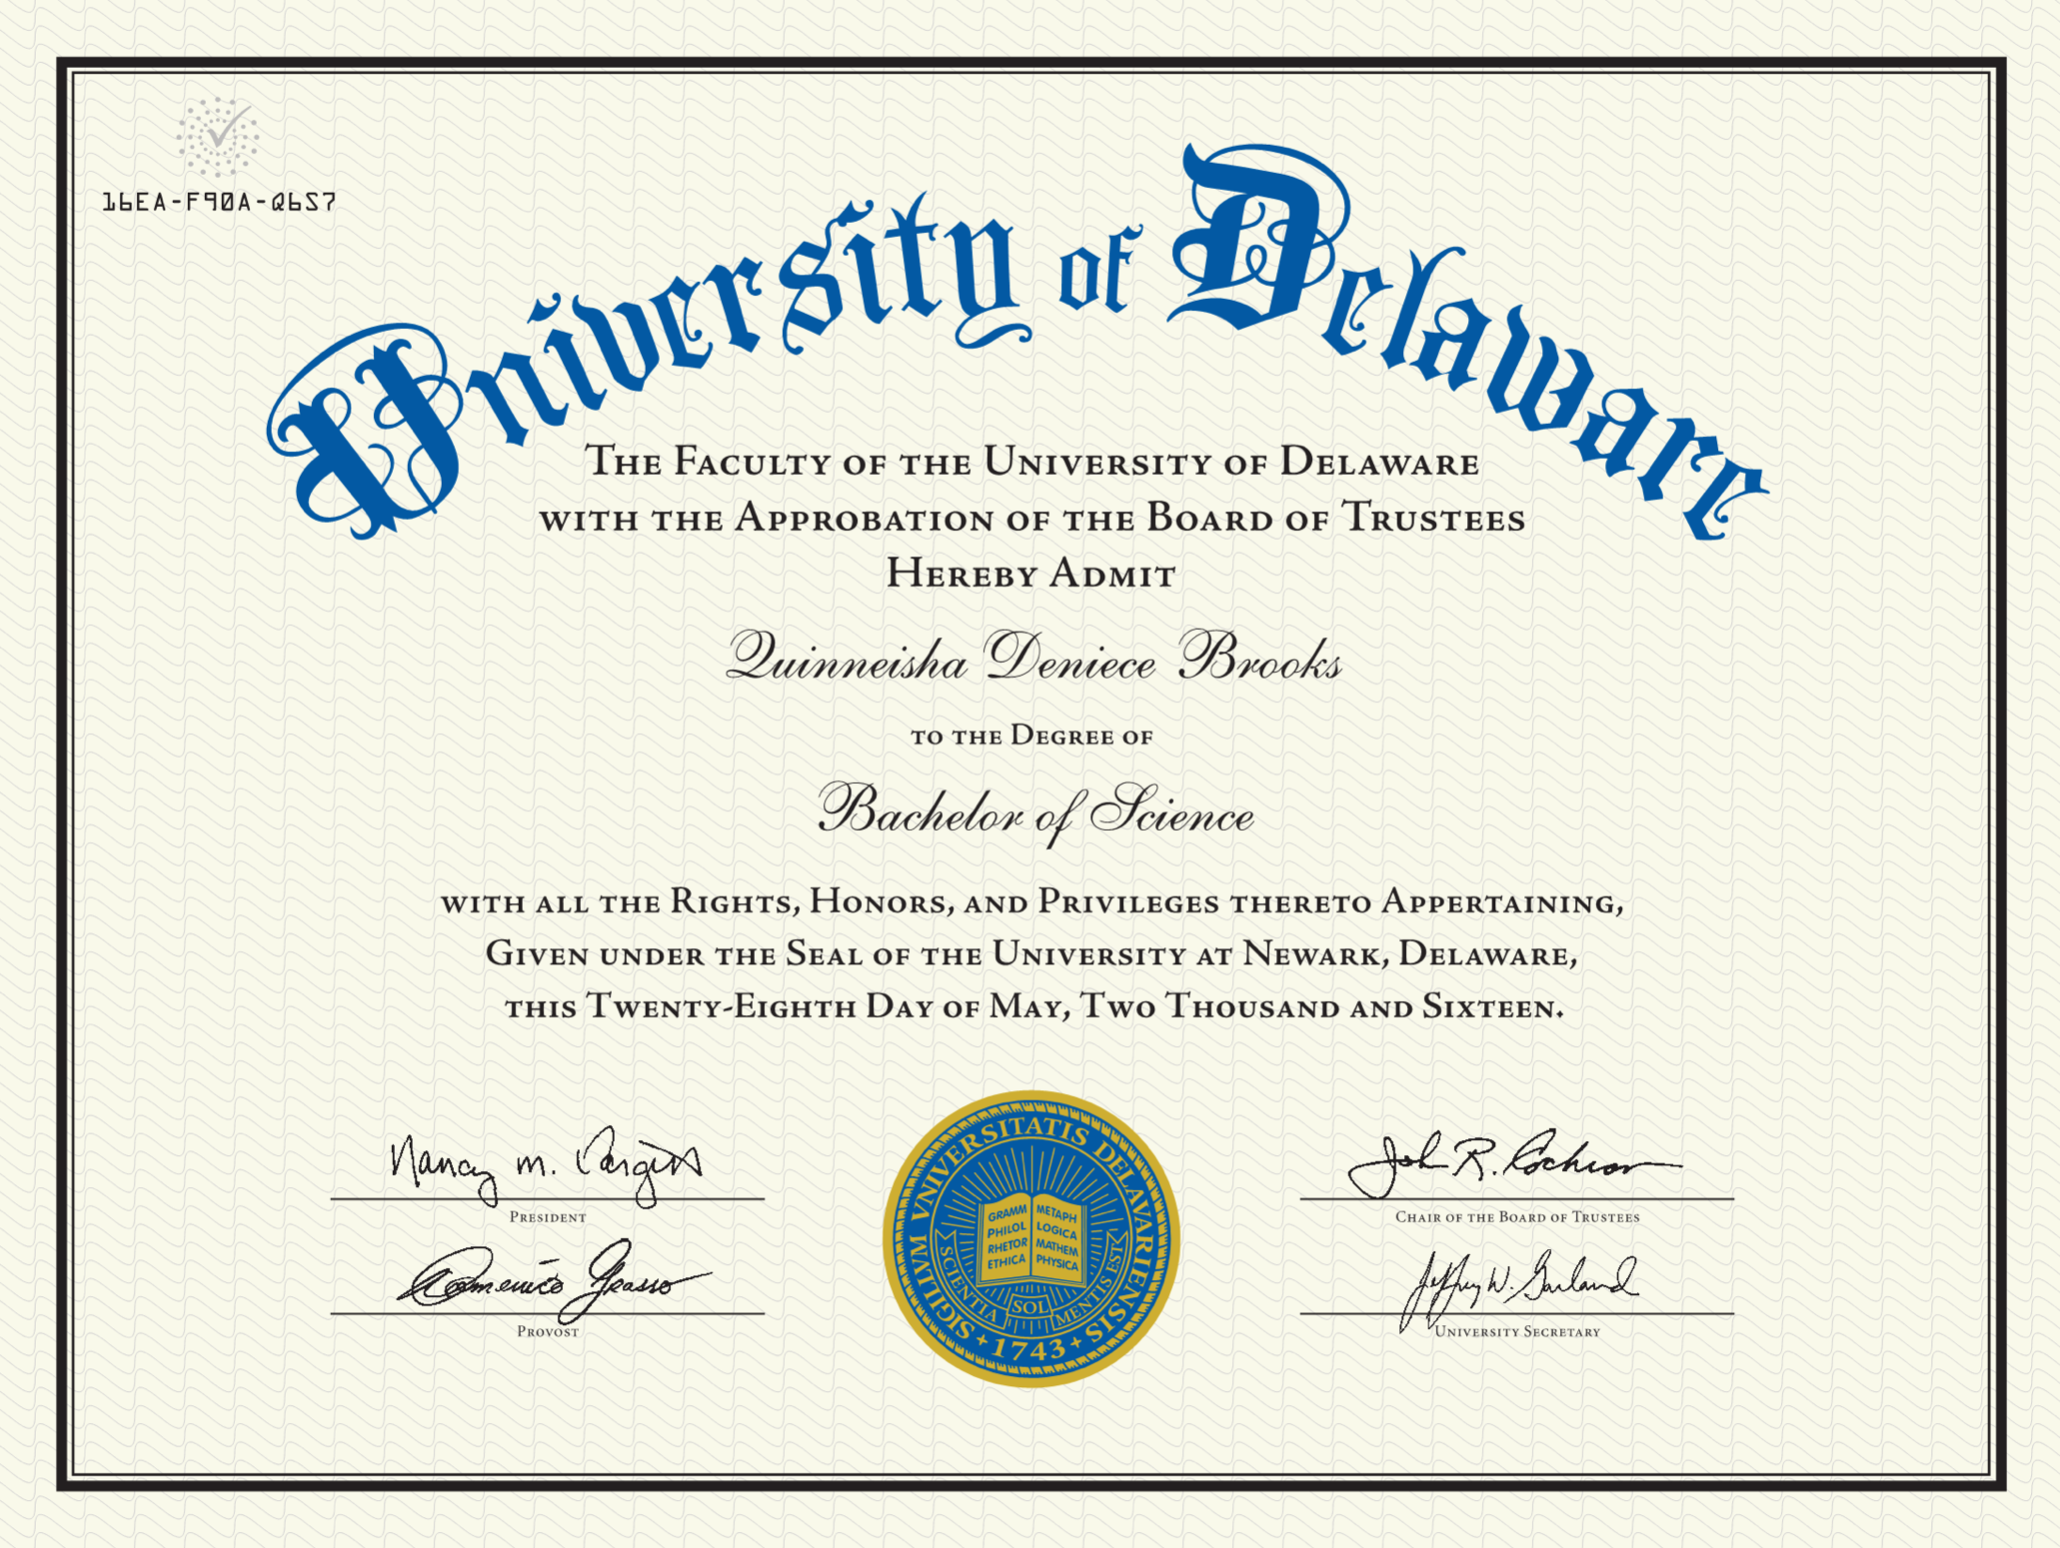 16EA-F90A-Q6S7
University of Delaware
The Faculty of the University of Delaware
with the Approbation of the Board of Trustees
Hereby Admit
Quinneisha Deniece Brooks
to the Degree of
Bachelor of Science
with all the Rights, Honors, and Privileges thereto Appertaining,
Given under the Seal of the University at Newark, Delaware,
this Twenty-Eighth Day of May, Two Thousand and Sixteen.
Nancy M. Targett
President
Domenico Grasso
Provost
SIGILLVM VNIVERSITATIS DELAVARIENSIS
GRAMM METAPH
PHILOL LOGICA
RHETOR MATHEM
ETHICA PHYSICA
SCIENTIA SOL MENTIS EST
1743
John R. Cochran
Chair of the Board of Trustees
Jeffrey W. Garland
University Secretary